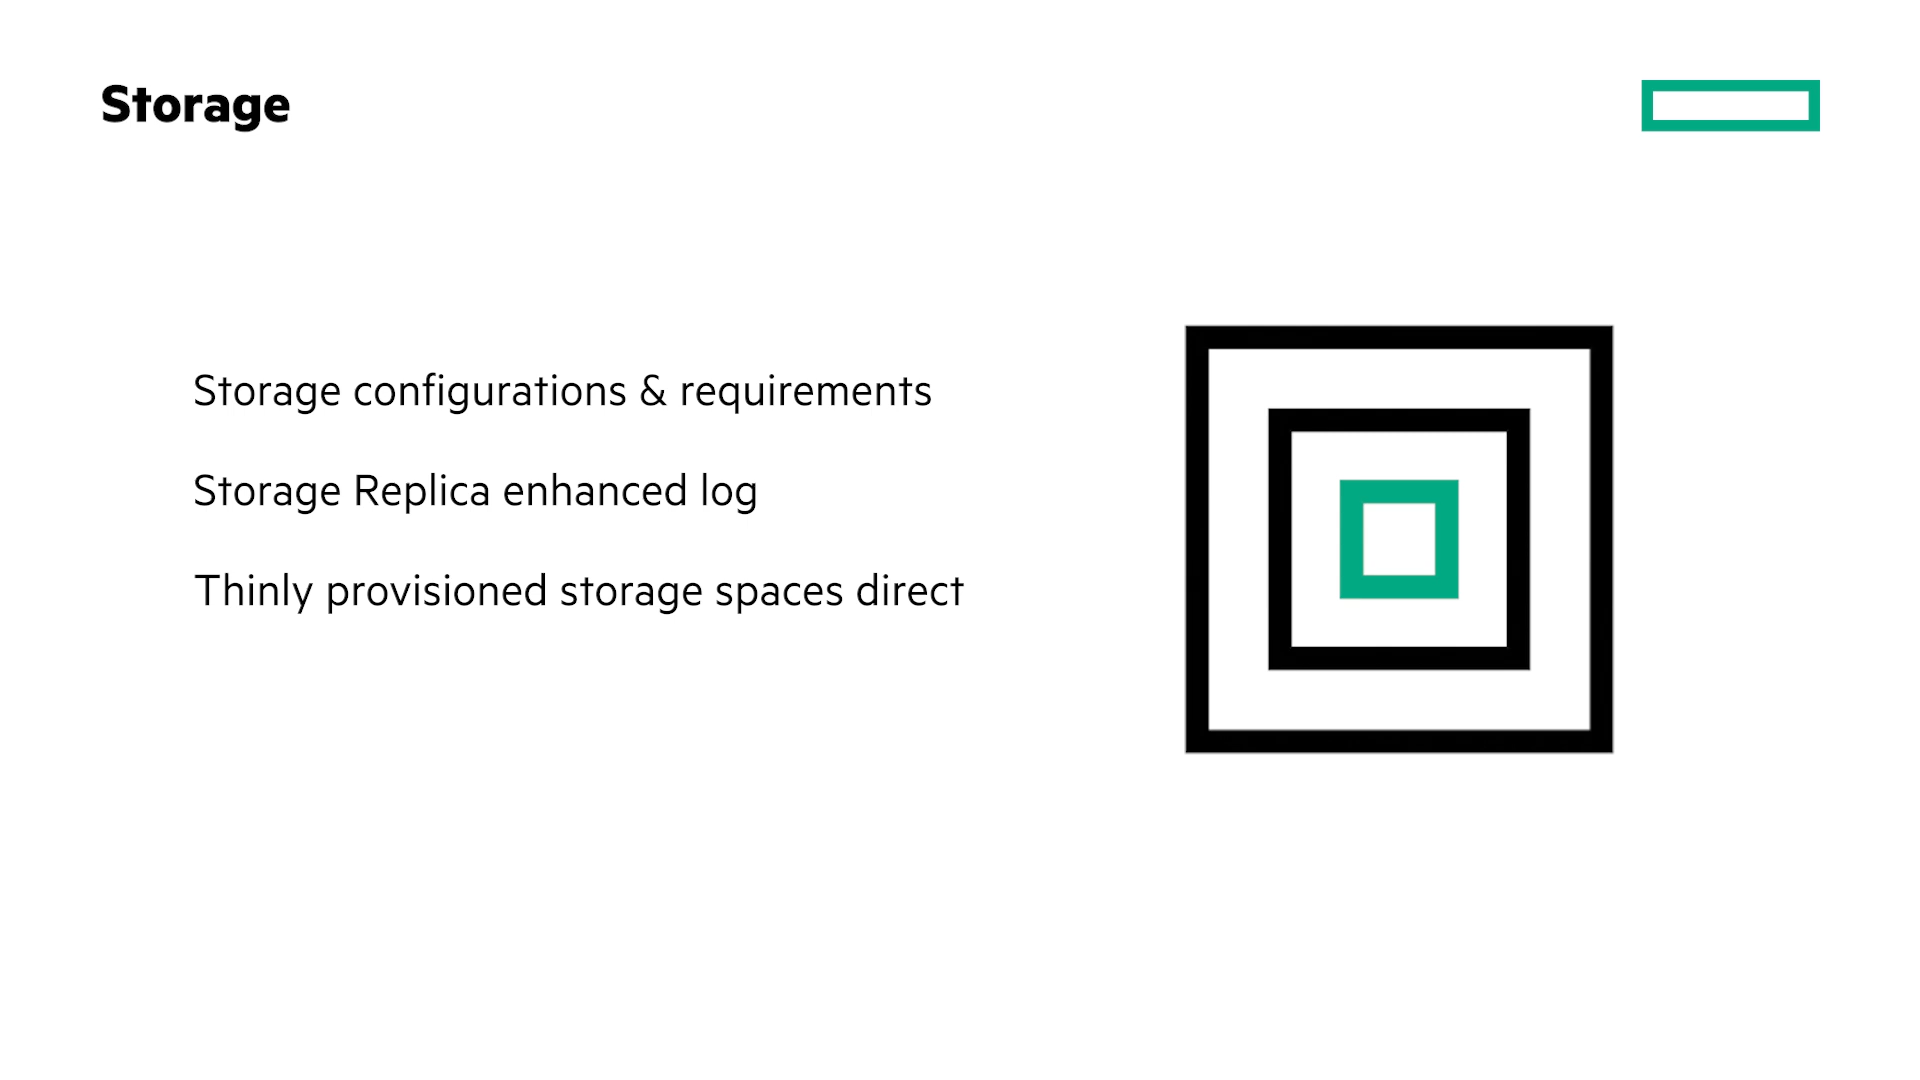 Storage
Storage configurations & requirements
Storage Replica enhanced log
Thinly provisioned storage spaces direct